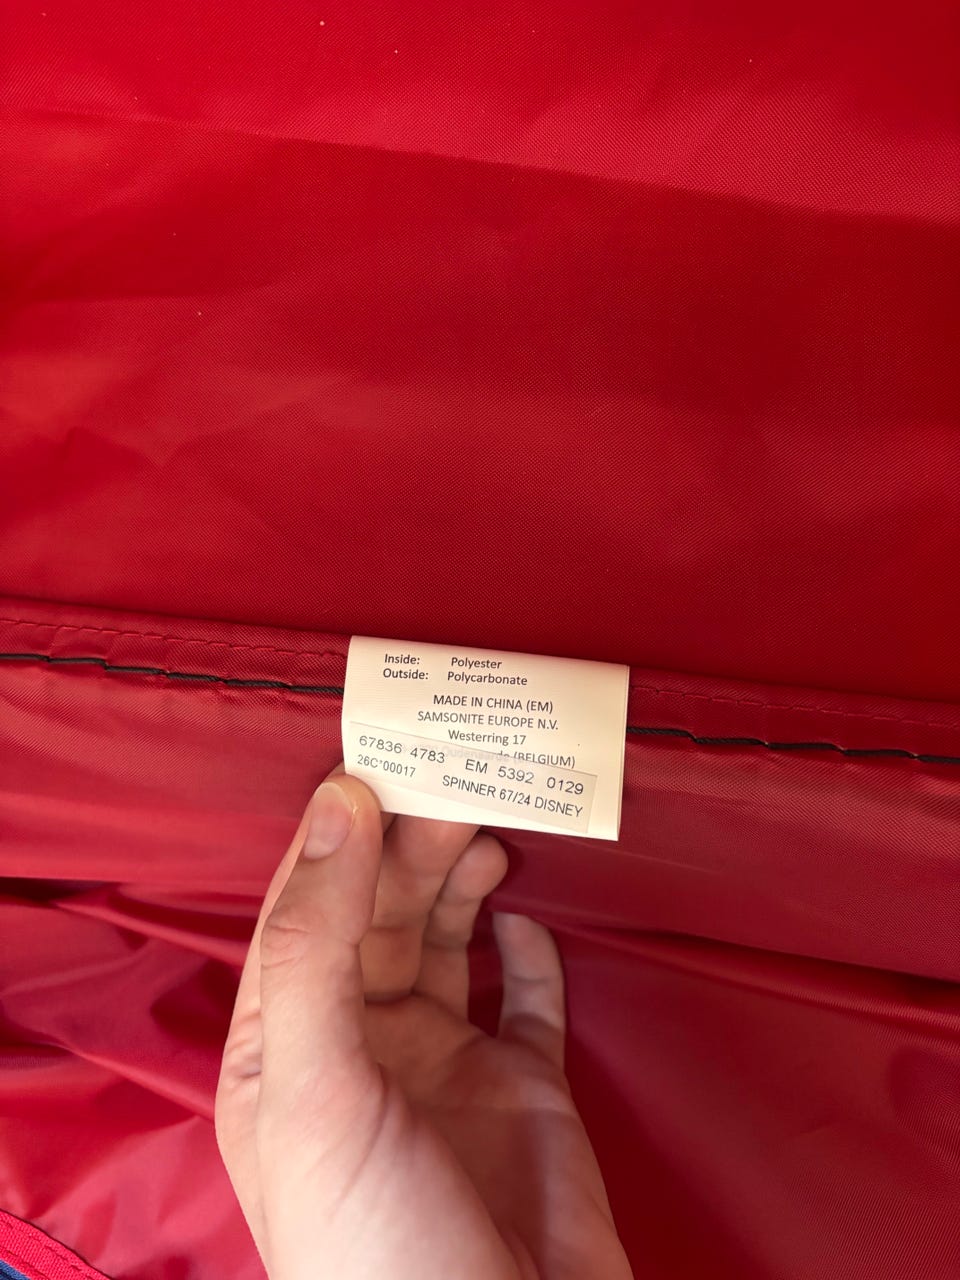 Inside: Polyester
Outside: Polycarbonate
MADE IN CHINA (EM)
SAMSONITE EUROPE N.V.
Westerring 17
Oudenaarde (BELGIUM)
67836 4783 EM 5392 0129
26C*00017 SPINNER 67/24 DISNEY